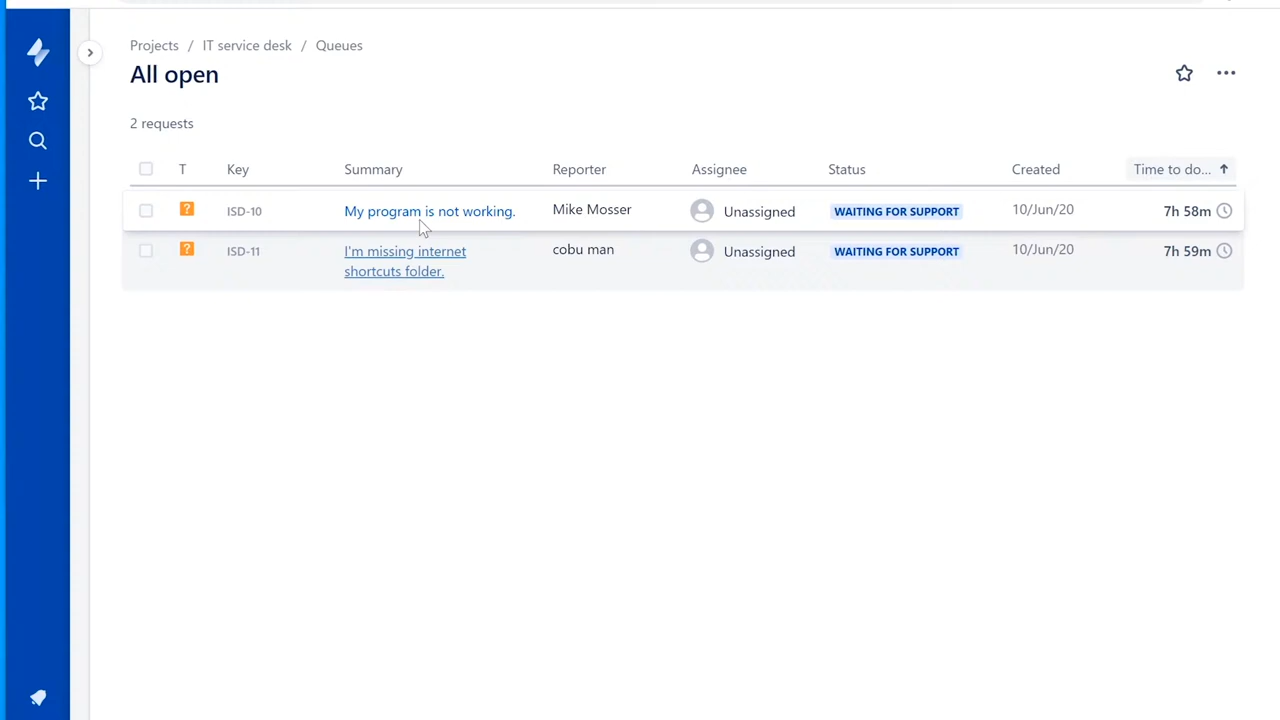 Projects / IT service desk / Queues
All open
2 requests
T Key Summary Reporter Assignee Status Created Time to do...
? ISD-10 My program is not working. Mike Mosser Unassigned WAITING FOR SUPPORT 10/Jun/20 7h 58m
? ISD-11 I'm missing internet cobu man Unassigned WAITING FOR SUPPORT 10/Jun/20 7h 59m
shortcuts folder.